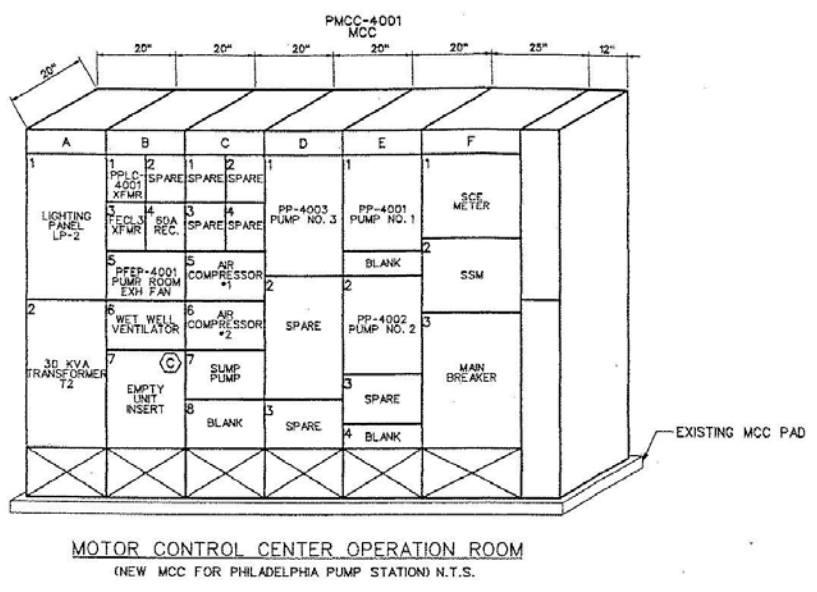 PMCC-4001
MCC
20"
20"
20"
20"
20"
20"
25"
12"
A
B
C
D
E
F
1
LIGHTING
PANEL
LP-2
2
30 KVA
TRANSFORMER
T2
1
PPLC-
4001
XFMR
2
SPARE
3
FECL3
XFMR
4
60A
REC.
5
PFEP-4001
PUMR ROOM
EXH FAN
6
WET WELL
VENTILATOR
7
C
EMPTY
UNIT
INSERT
1
SPARE
2
SPARE
3
SPARE
4
SPARE
5
AIR
COMPRESSOR
#1
6
AIR
COMPRESSOR
#2
7
SUMP
PUMP
8
BLANK
1
PP-4003
PUMP NO. 3
2
SPARE
3
SPARE
1
PP-4001
PUMP NO. 1
BLANK
2
PP-4002
PUMP NO. 2
3
SPARE
4
BLANK
1
SCE
METER
2
SSM
3
MAIN
BREAKER
EXISTING MCC PAD
MOTOR CONTROL CENTER OPERATION ROOM
(NEW MCC FOR PHILADELPHIA PUMP STATION) N.T.S.